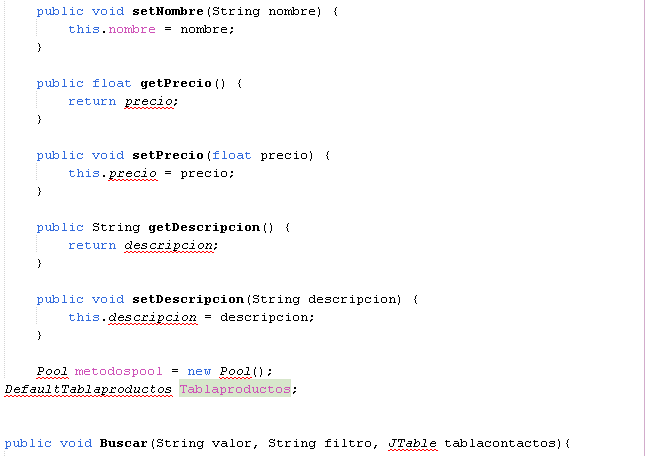 public void setNombre(String nombre) {
this.nombre = nombre;
}
public float getPrecio() {
return precio;
}
public void setPrecio(float precio) {
this.precio = precio;
}
public String getDescripcion() {
return descripcion;
}
public void setDescripcion(String descripcion) {
this.descripcion = descripcion;
}
Pool metodospool = new Pool();
DefaultTablaproductos Tablaproductos;
public void Buscar(String valor, String filtro, JTable tablacontactos){